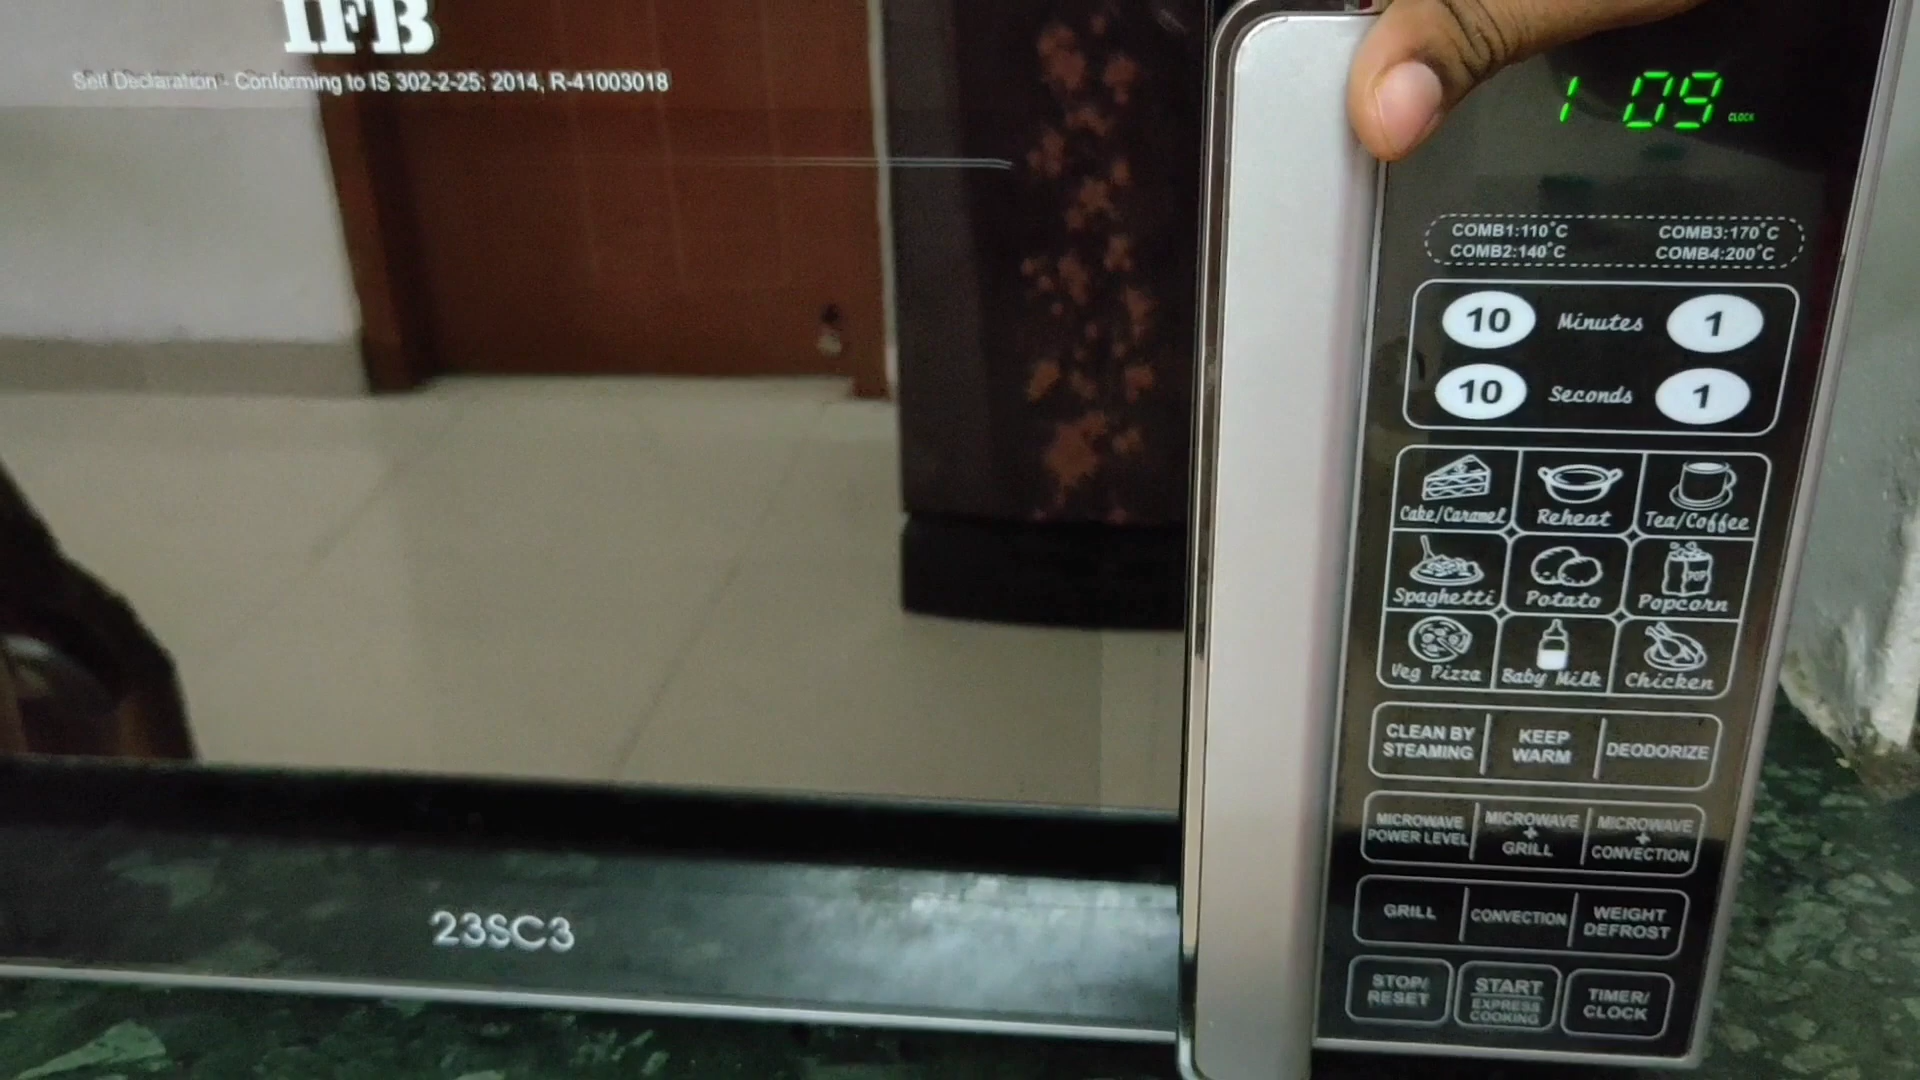 IFB
Self Declaration - Conforming to IS 302-2-25: 2014, R-41003018
1 09
CLOCK
COMB1:110°C COMB3:170°C
COMB2:140°C COMB4:200°C
10 Minutes 1
10 Seconds 1
Cake/Caramel Reheat Tea/Coffee
POP
Spaghetti Potato Popcorn
Veg Pizza Baby Milk Chicken
CLEAN BY STEAMING
KEEP WARM
DEODORIZE
MICROWAVE POWER LEVEL
MICROWAVE + GRILL
MICROWAVE + CONVECTION
GRILL
CONVECTION
WEIGHT DEFROST
STOP/ RESET
START EXPRESS COOKING
TIMER/ CLOCK
23SC3